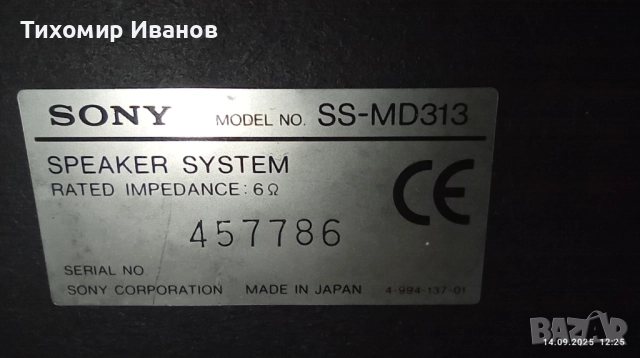 Тихомир Иванов
SONY MODEL NO. SS-MD313
SPEAKER SYSTEM
RATED IMPEDANCE: 6Ω
CE
457786
SERIAL NO
SONY CORPORATION MADE IN JAPAN 4-994-137-01
BAZAR
14.09.2025 12:25